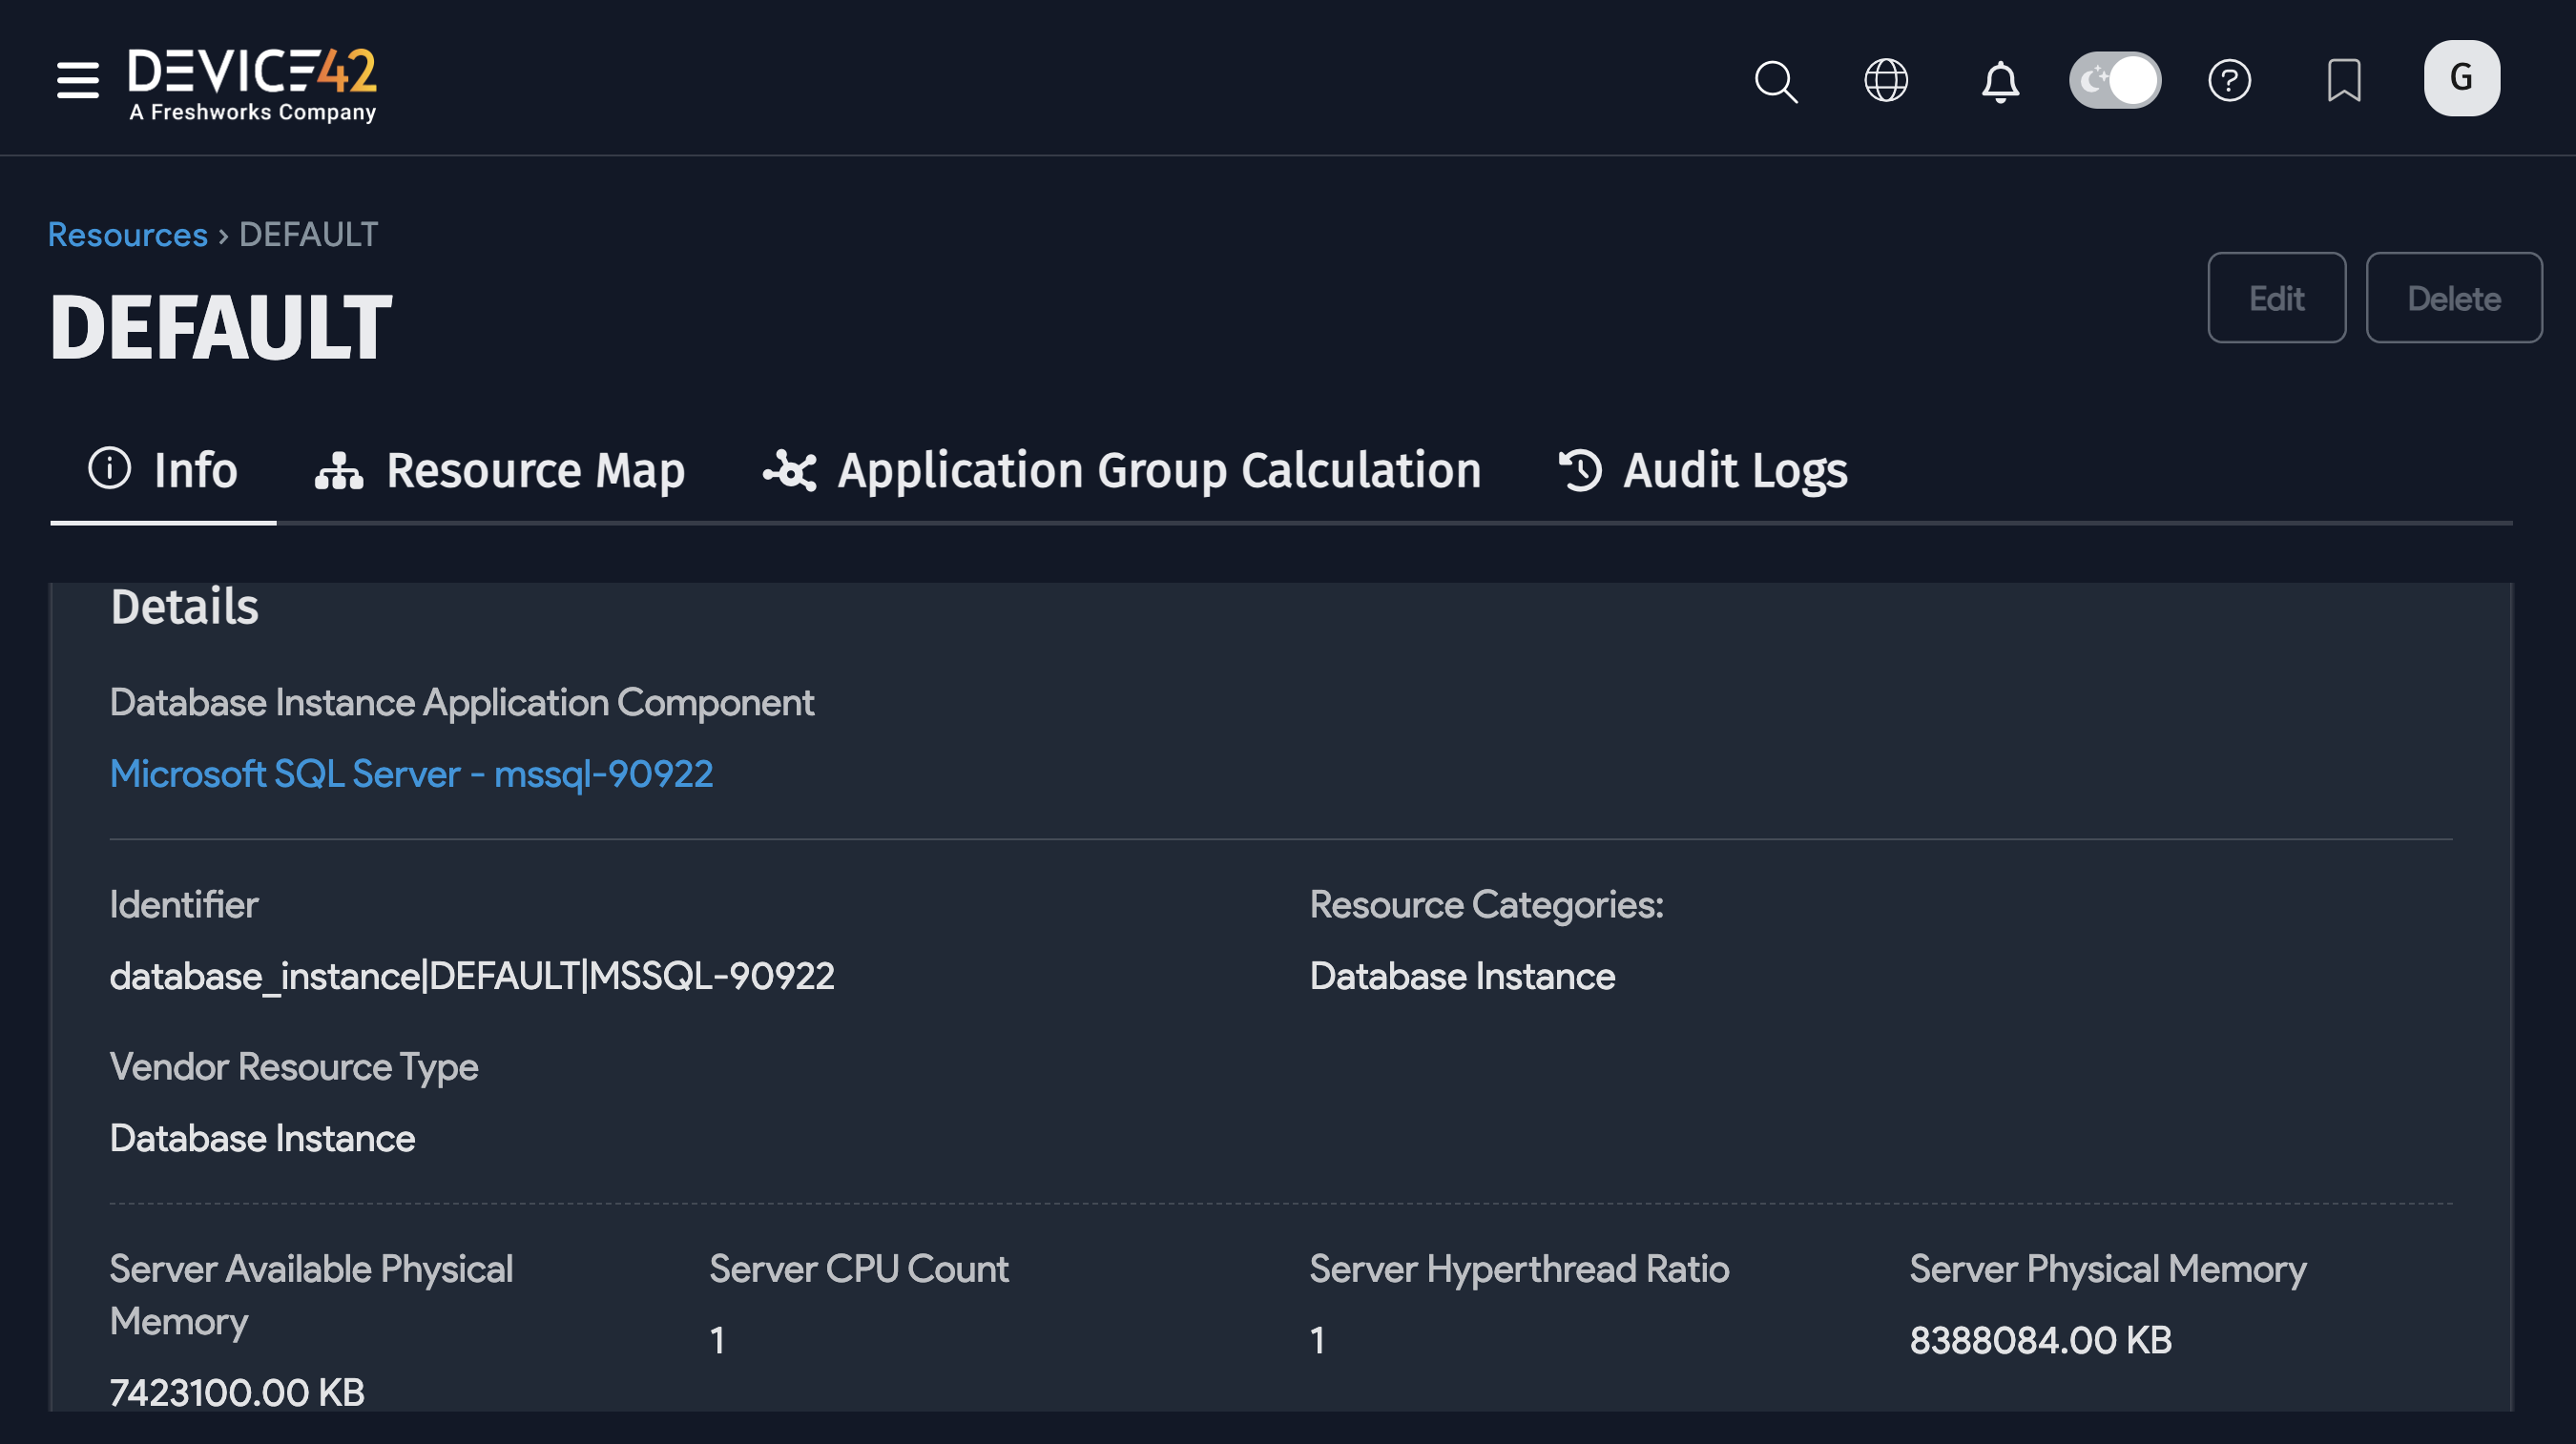 DEVICE42
A Freshworks Company
G
Resources › DEFAULT
DEFAULT
Edit
Delete
Info
Resource Map
Application Group Calculation
Audit Logs
Details
Database Instance Application Component
Microsoft SQL Server - mssql-90922
Identifier
database_instance|DEFAULT|MSSQL-90922
Resource Categories:
Database Instance
Vendor Resource Type
Database Instance
Server Available Physical
Memory
7423100.00 KB
Server CPU Count
1
Server Hyperthread Ratio
1
Server Physical Memory
8388084.00 KB